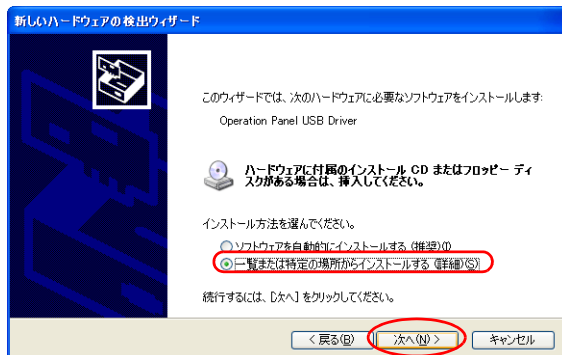 新しいハードウェアの検出ウィザード
このウィザードでは、次のハードウェアに必要なソフトウェアをインストールします:
Operation Panel USB Driver
ハードウェアに付属のインストール CD またはフロッピー ディ
スクがある場合は、挿入してください。
インストール方法を選んでください。
ソフトウェアを自動的にインストールする (推奨)(I)
一覧または特定の場所からインストールする (詳細)(S)
続行するには、[次へ] をクリックしてください。
< 戻る(B) 次へ(N) > キャンセル